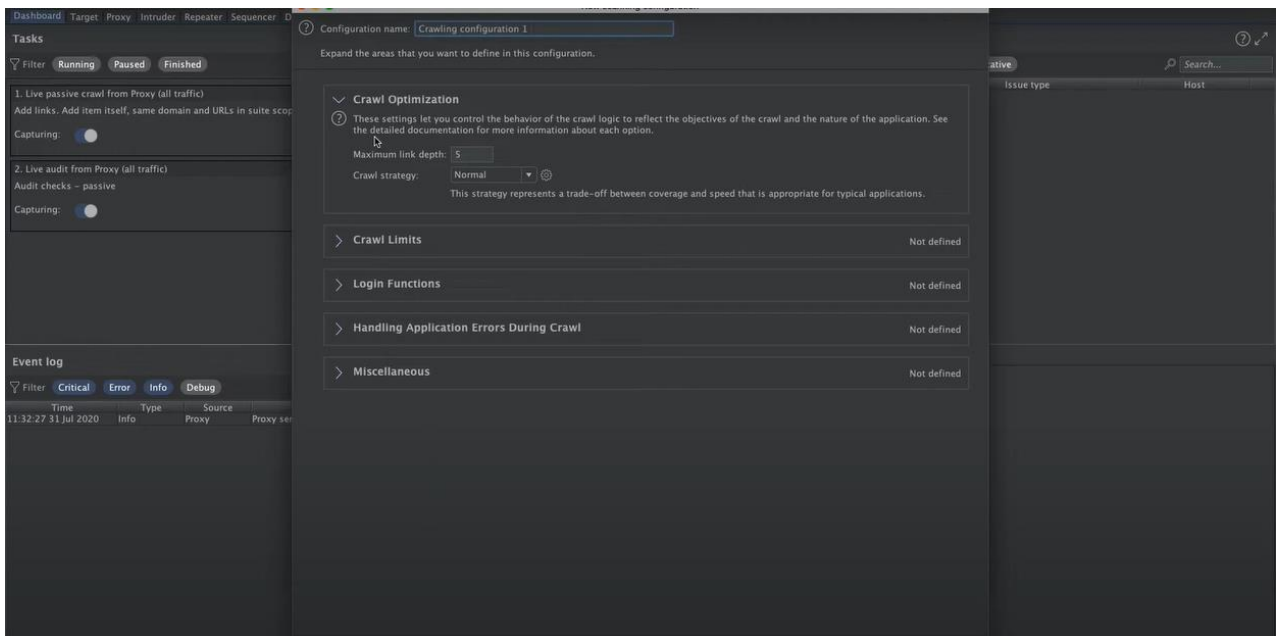 Dashboard Target Proxy Intruder Repeater Sequencer D
Tasks
Filter Running Paused Finished
1. Live passive crawl from Proxy (all traffic)
Add links. Add item itself, same domain and URLs in suite scop
Capturing:
2. Live audit from Proxy (all traffic)
Audit checks – passive
Capturing:
Event log
Filter Critical Error Info Debug
Time Type Source
11:32:27 31 Jul 2020 Info Proxy Proxy ser
Configuration name: Crawling configuration 1
Expand the areas that you want to define in this configuration.
Crawl Optimization
These settings let you control the behavior of the crawl logic to reflect the objectives of the crawl and the nature of the application. See
the detailed documentation for more information about each option.
Maximum link depth: 5
Crawl strategy: Normal
This strategy represents a trade-off between coverage and speed that is appropriate for typical applications.
Crawl Limits Not defined
Login Functions Not defined
Handling Application Errors During Crawl Not defined
Miscellaneous Not defined
ative Search...
Issue type Host